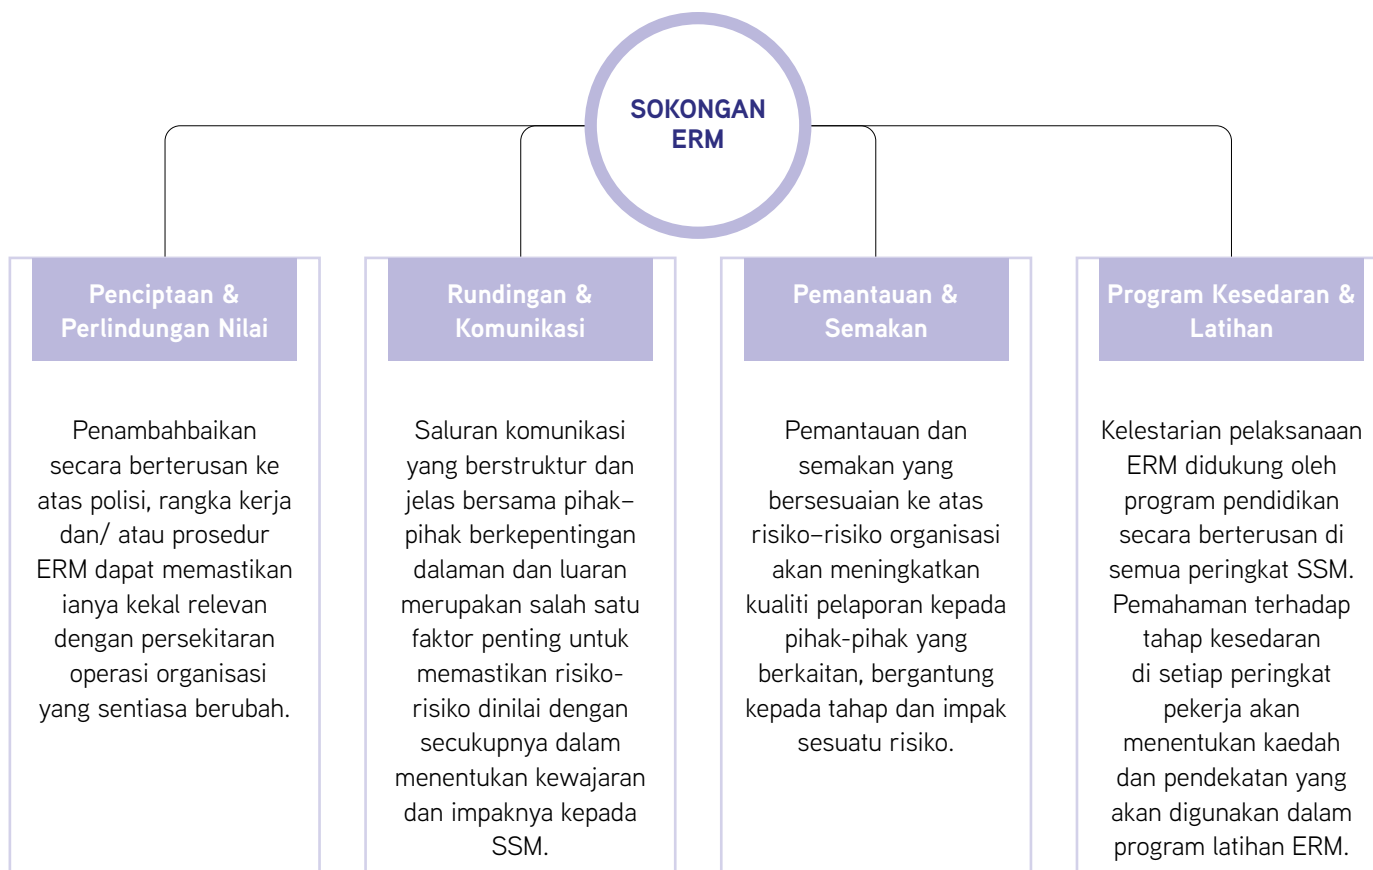 SOKONGAN
ERM
Penciptaan &
Perlindungan Nilai
Penambahbaikan
secara berterusan ke
atas polisi, rangka kerja
dan/ atau prosedur
ERM dapat memastikan
ianya kekal relevan
dengan persekitaran
operasi organisasi
yang sentiasa berubah.
Rundingan &
Komunikasi
Saluran komunikasi
yang berstruktur dan
jelas bersama pihak–
pihak berkepentingan
dalaman dan luaran
merupakan salah satu
faktor penting untuk
memastikan risiko-
risiko dinilai dengan
secukupnya dalam
menentukan kewajaran
dan impaknya kepada
SSM.
Pemantauan &
Semakan
Pemantauan dan
semakan yang
bersesuaian ke atas
risiko–risiko organisasi
akan meningkatkan
kualiti pelaporan kepada
pihak-pihak yang
berkaitan, bergantung
kepada tahap dan impak
sesuatu risiko.
Program Kesedaran &
Latihan
Kelestarian pelaksanaan
ERM didukung oleh
program pendidikan
secara berterusan di
semua peringkat SSM.
Pemahaman terhadap
tahap kesedaran
di setiap peringkat
pekerja akan
menentukan kaedah
dan pendekatan yang
akan digunakan dalam
program latihan ERM.